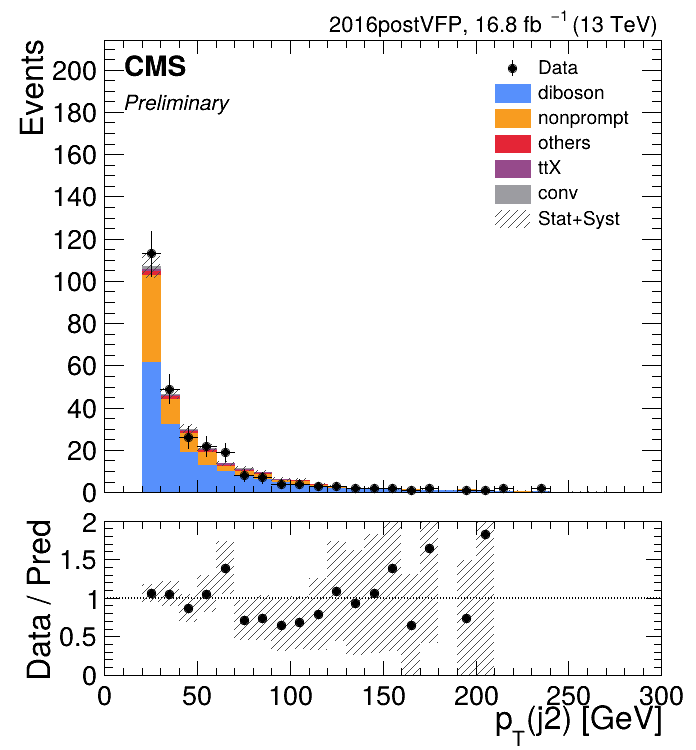 2016postVFP, 16.8 fb⁻¹ (13 TeV)
CMS
Preliminary
Data
diboson
nonprompt
others
ttX
conv
Stat+Syst
Events
200
180
160
140
120
100
80
60
40
20
0
Data / Pred
2
1.5
1
0.5
0
0 50 100 150 200 250 300
p_T(j2) [GeV]